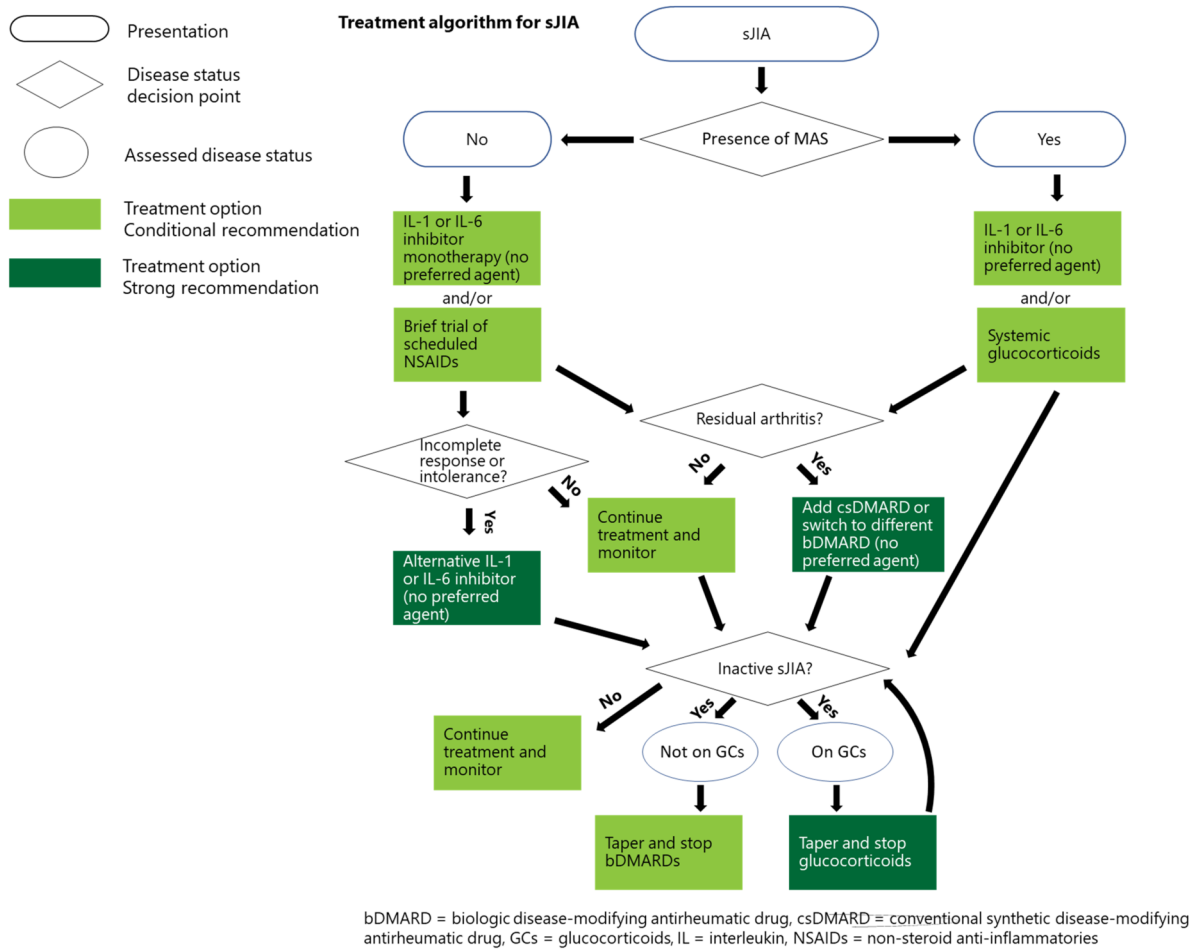 Treatment algorithm for sJIA
Presentation
Disease status
decision point
Assessed disease status
Treatment option
Conditional recommendation
Treatment option
Strong recommendation
sJIA
Presence of MAS
No
Yes
IL-1 or IL-6
inhibitor
monotherapy (no
preferred agent)
and/or
Brief trial of
scheduled
NSAIDs
IL-1 or IL-6
inhibitor (no
preferred agent)
and/or
Systemic
glucocorticoids
Residual arthritis?
Incomplete
response or
intolerance?
No
Yes
No
Yes
Continue
treatment and
monitor
Add csDMARD or
switch to different
bDMARD (no
preferred agent)
Alternative IL-1
or IL-6 inhibitor
(no preferred
agent)
Inactive sJIA?
No
Yes
Yes
Continue
treatment and
monitor
Not on GCs
On GCs
Taper and stop
bDMARDs
Taper and stop
glucocorticoids
bDMARD = biologic disease-modifying antirheumatic drug, csDMARD = conventional synthetic disease-modifying
antirheumatic drug, GCs = glucocorticoids, IL = interleukin, NSAIDs = non-steroid anti-inflammatories